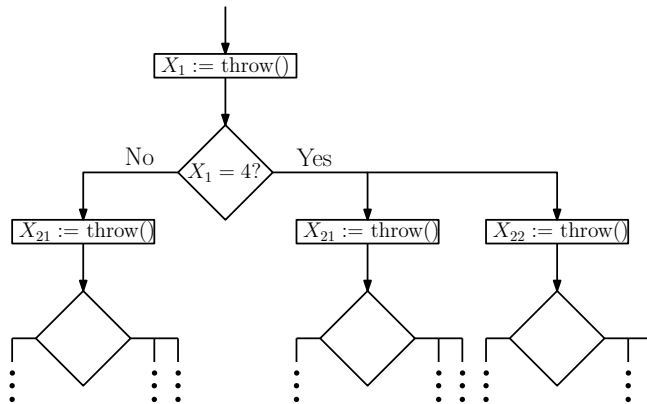 X₁ := throw()
No
X₁ = 4?
Yes
X₂₁ := throw()
X₂₁ := throw()
X₂₂ := throw()